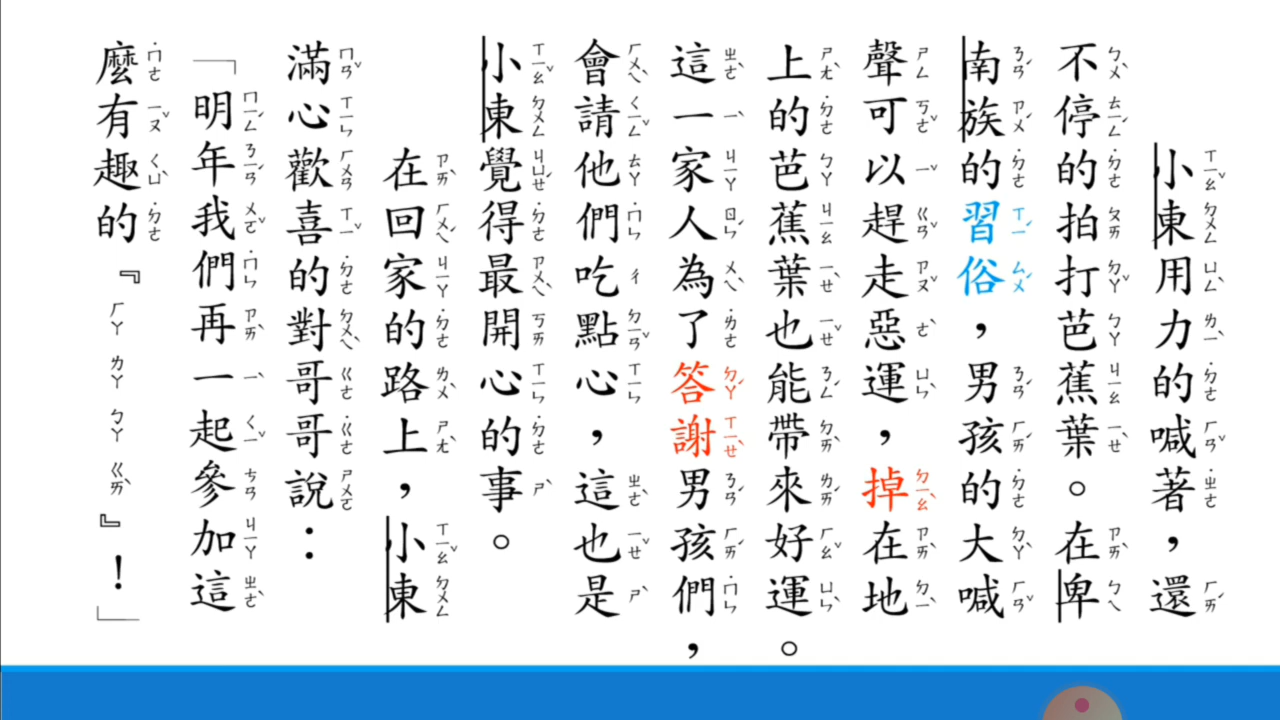 小東用力的喊著，還
不停的拍打芭蕉葉。在卑
南族的習俗，男孩的大喊
聲可以趕走惡運，掉在地
上的芭蕉葉也能帶來好運。
這一家人為了答謝男孩們，
會請他們吃點心，這也是
小東覺得最開心的事。
在回家的路上，小東
滿心歡喜的對哥哥說：
「明年我們再一起參加這
麼有趣的『ㄏㄚ ㄌㄚ ㄅㄚ ㄍㄞˋ』！」